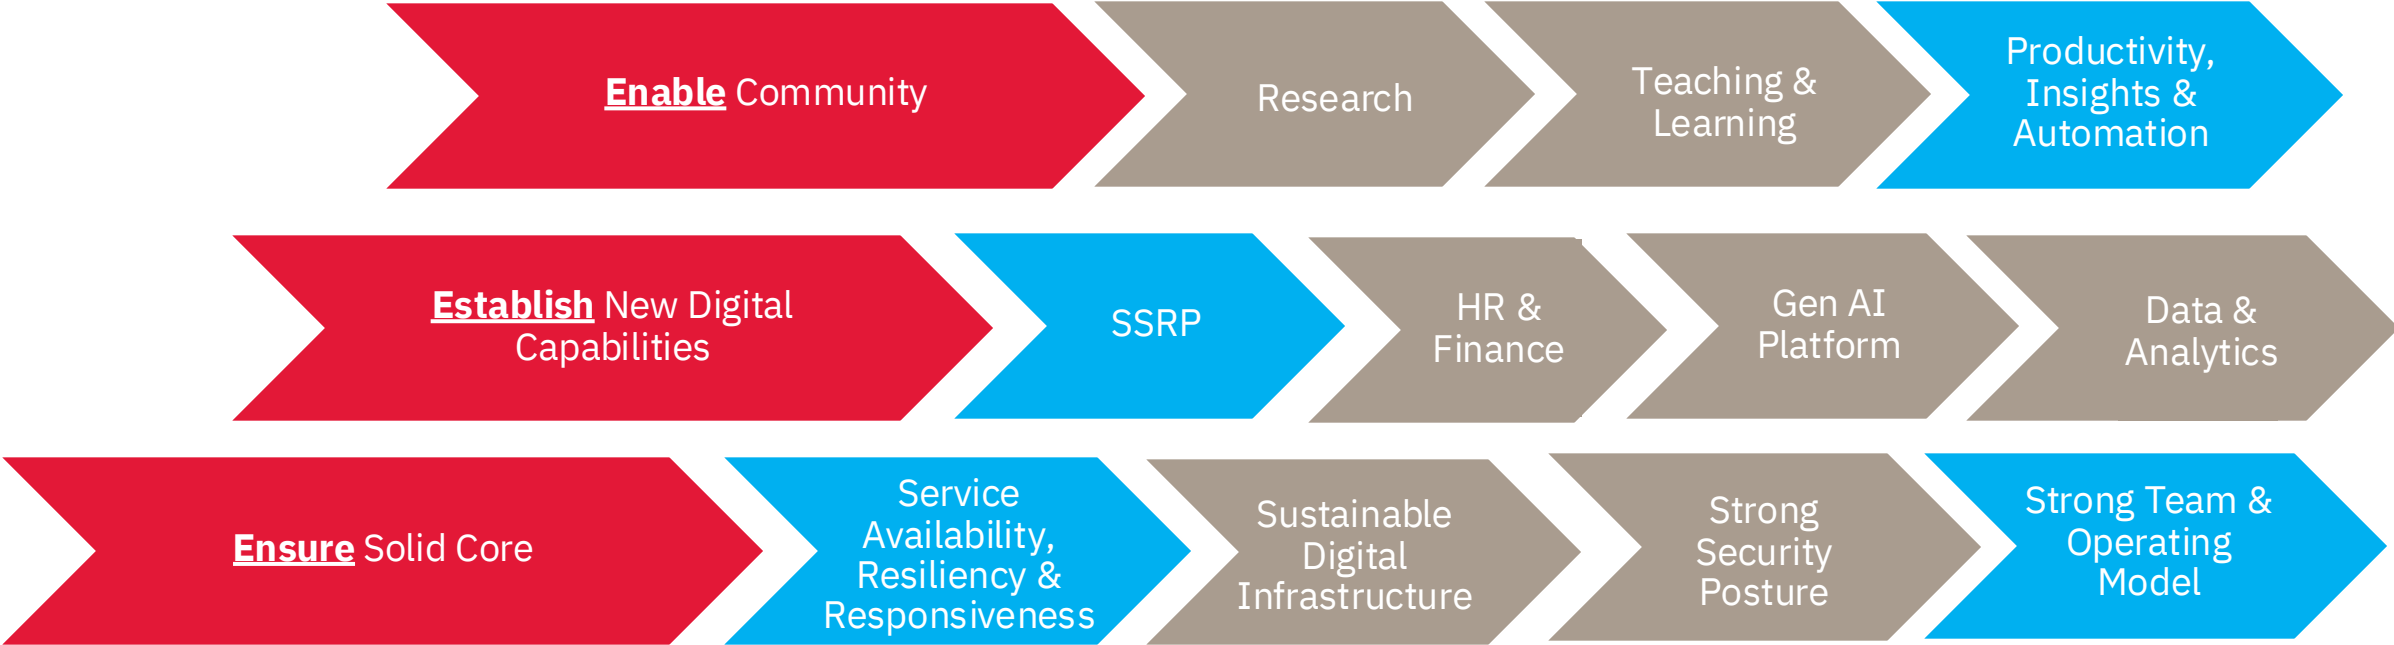 Enable Community
Research
Teaching &
Learning
Productivity,
Insights &
Automation
Establish New Digital
Capabilities
SSRP
HR &
Finance
Gen AI
Platform
Data &
Analytics
Ensure Solid Core
Service
Availability,
Resiliency &
Responsiveness
Sustainable
Digital
Infrastructure
Strong
Security
Posture
Strong Team &
Operating
Model